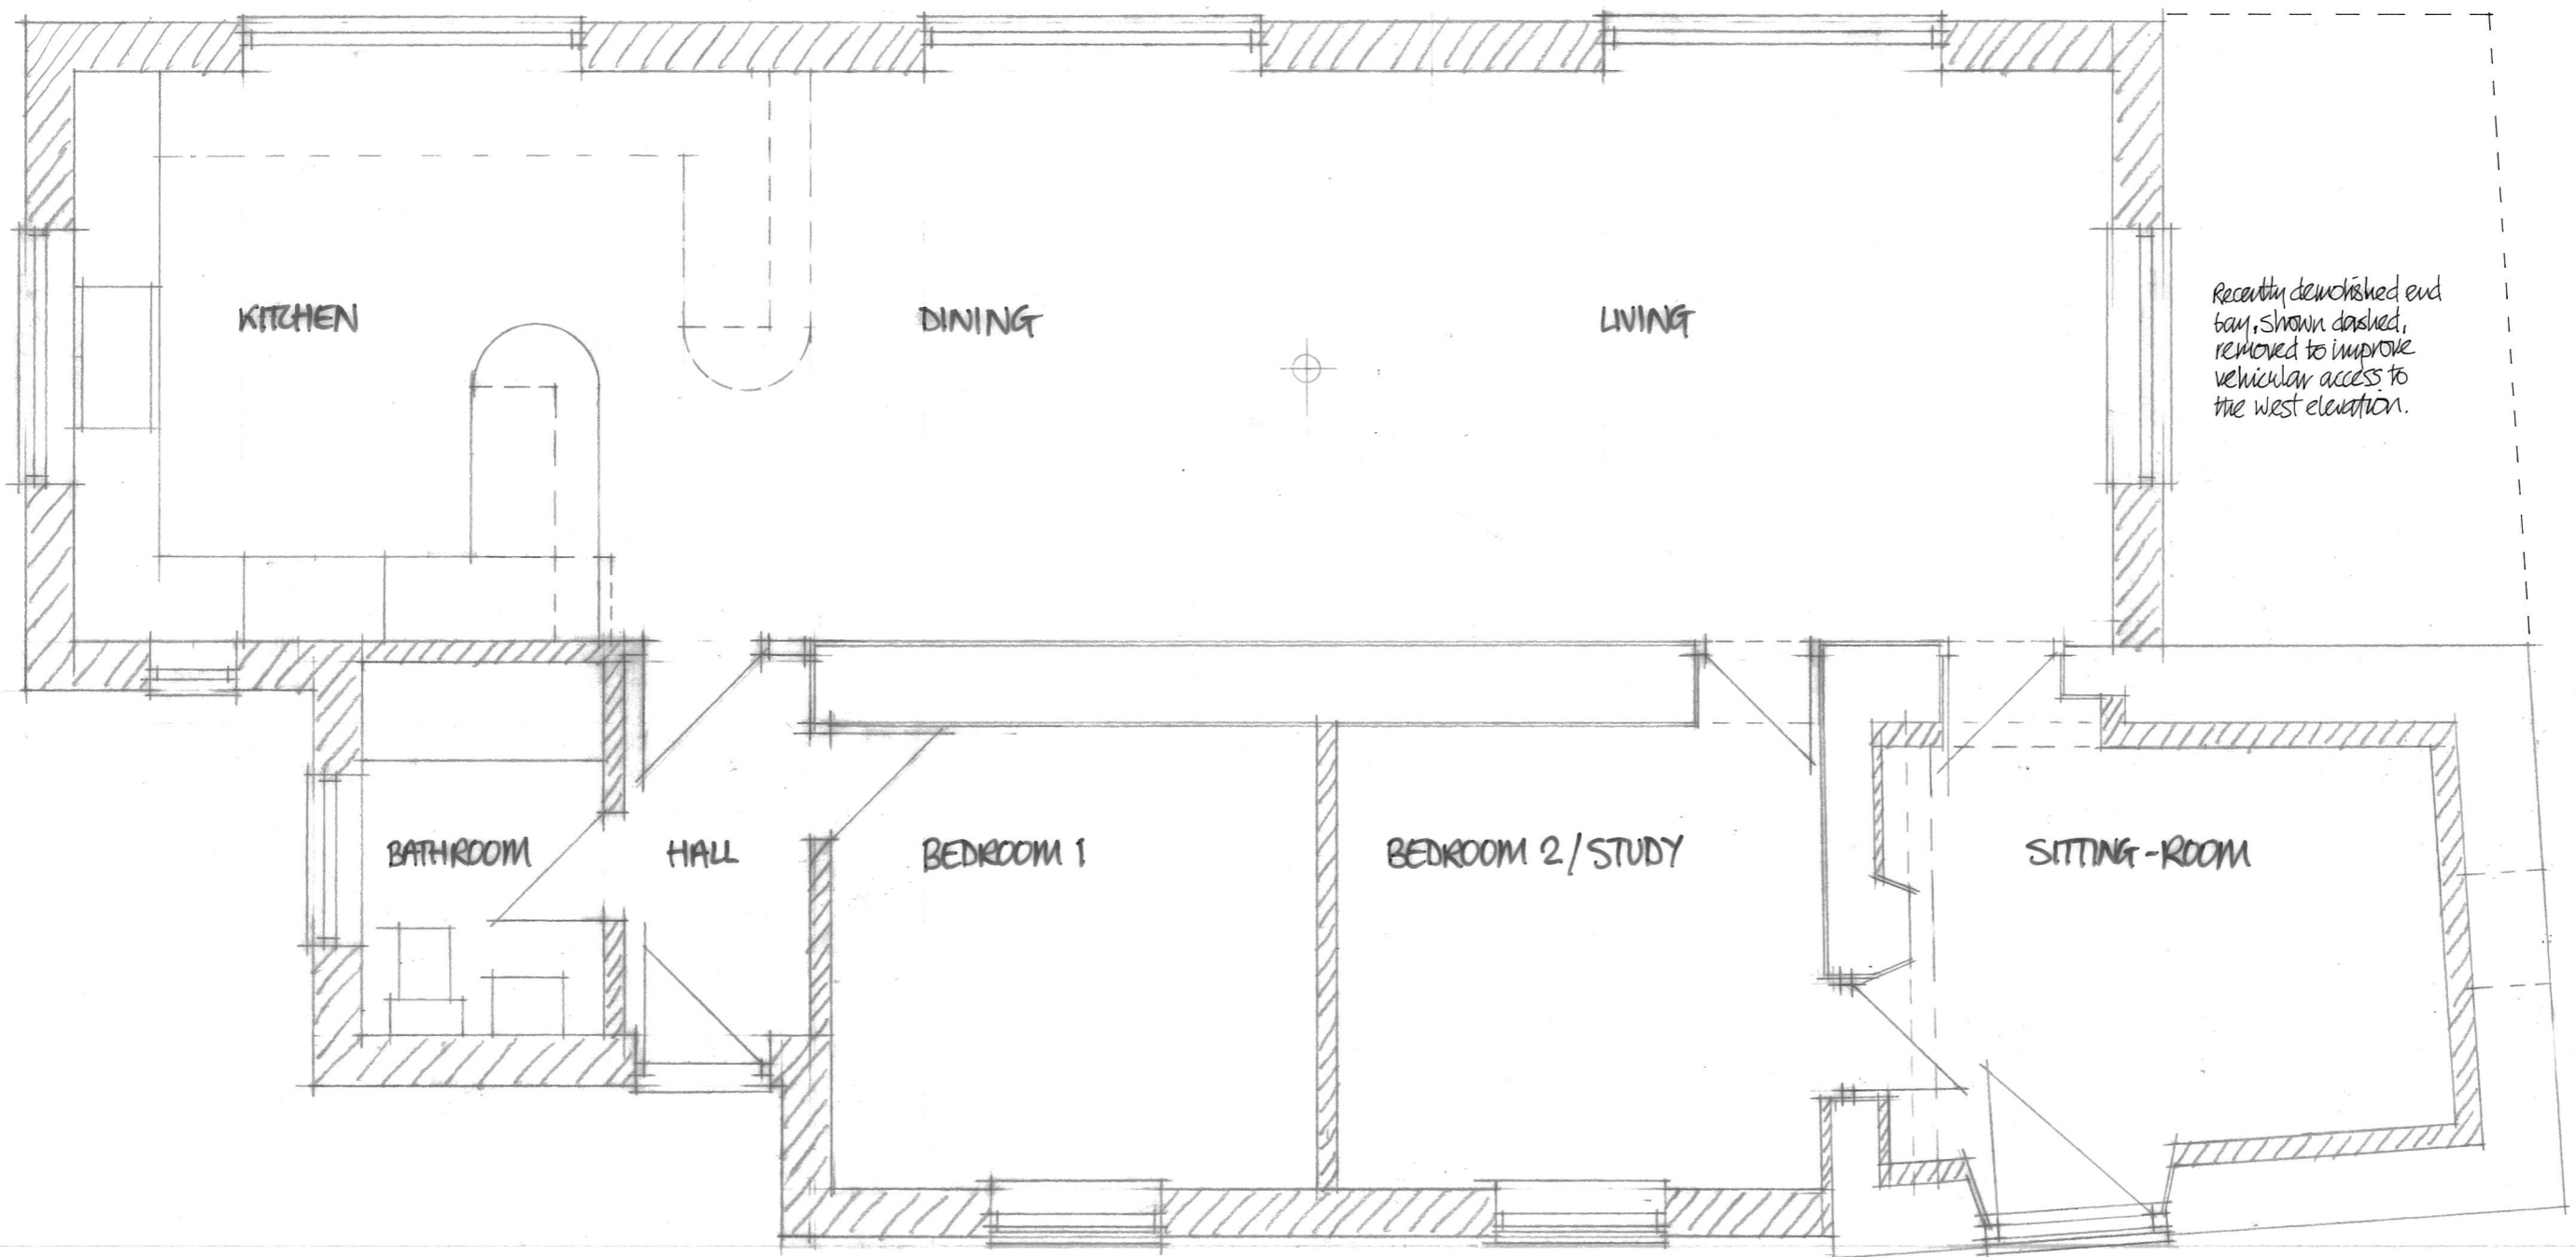 KITCHEN
DINING
LIVING
Recently demolished end
bay, shown dashed,
removed to improve
vehicular access to
the west elevation.
BATHROOM
HALL
BEDROOM 1
BEDROOM 2/STUDY
SITTING-ROOM